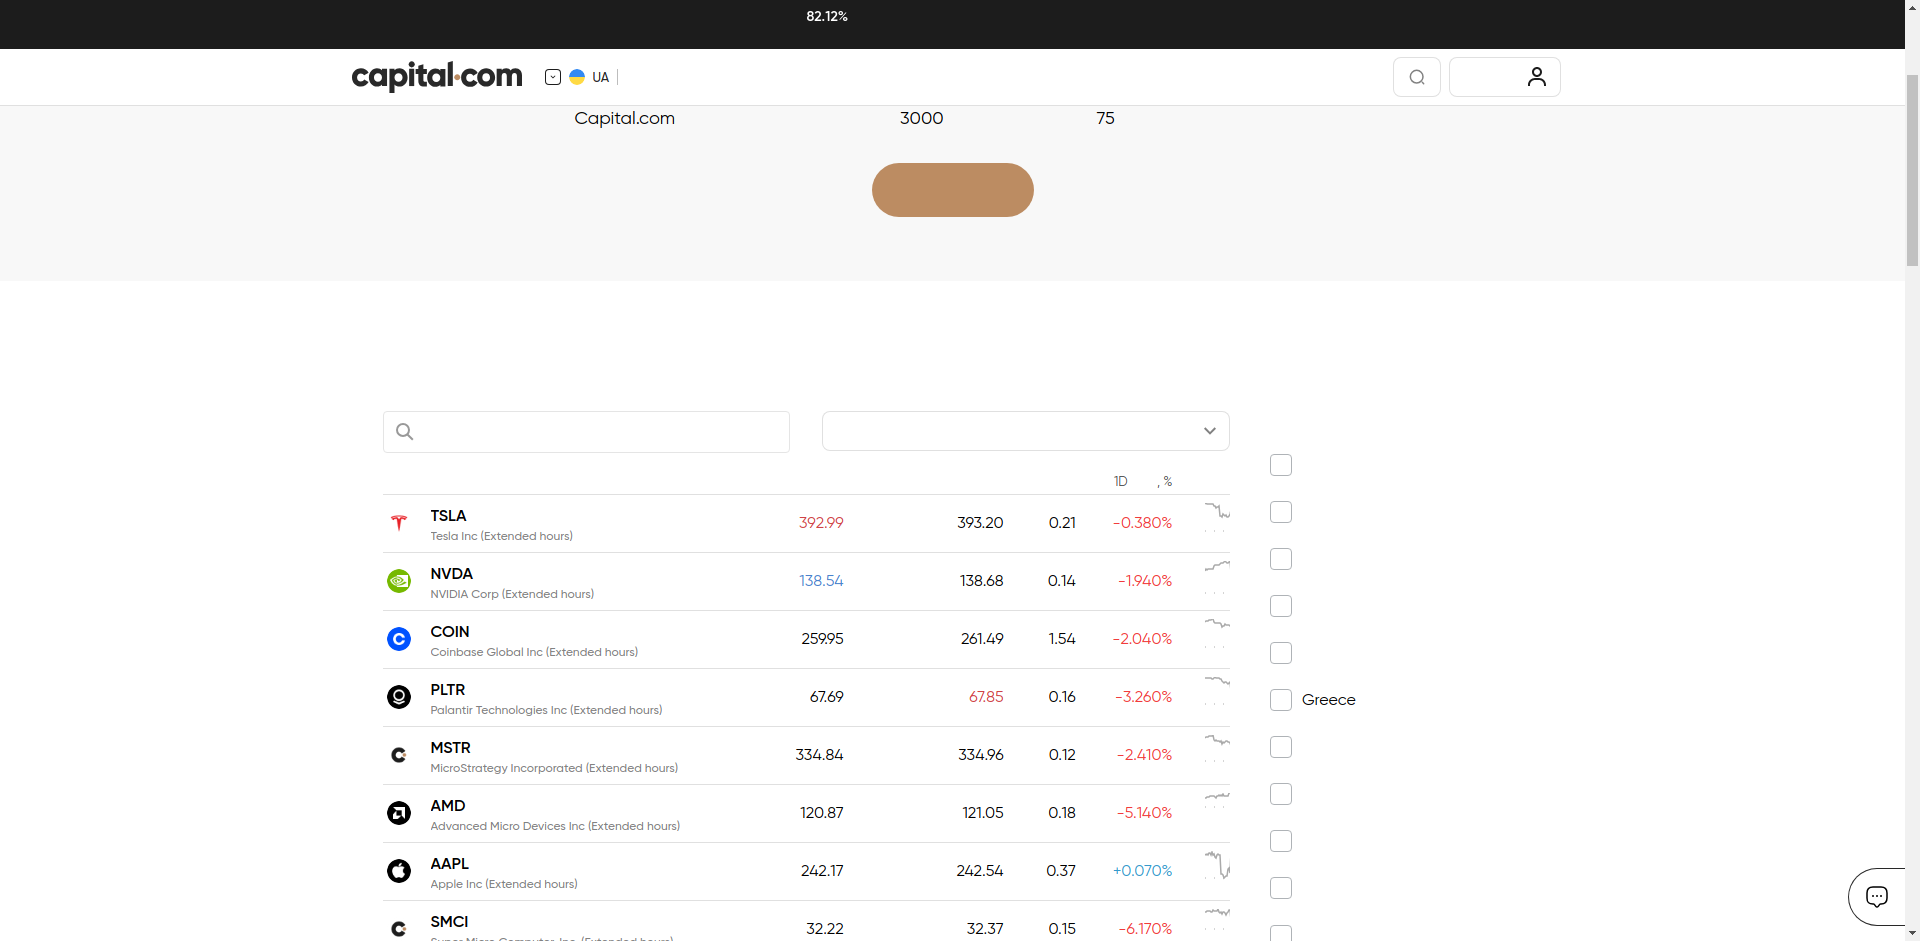 82.12%
capital.com
UA
Capital.com 3000 75
1D , %
TSLA 392.99 393.20 0.21 -0.380%
Tesla Inc (Extended hours)
NVDA 138.54 138.68 0.14 -1.940%
NVIDIA Corp (Extended hours)
COIN 259.95 261.49 1.54 -2.040%
Coinbase Global Inc (Extended hours)
PLTR 67.69 67.85 0.16 -3.260%
Palantir Technologies Inc (Extended hours)
Greece
MSTR 334.84 334.96 0.12 -2.410%
MicroStrategy Incorporated (Extended hours)
AMD 120.87 121.05 0.18 -5.140%
Advanced Micro Devices Inc (Extended hours)
AAPL 242.17 242.54 0.37 +0.070%
Apple Inc (Extended hours)
SMCI 32.22 32.37 0.15 -6.170%
Super Micro Computer, Inc. (Extended hours)